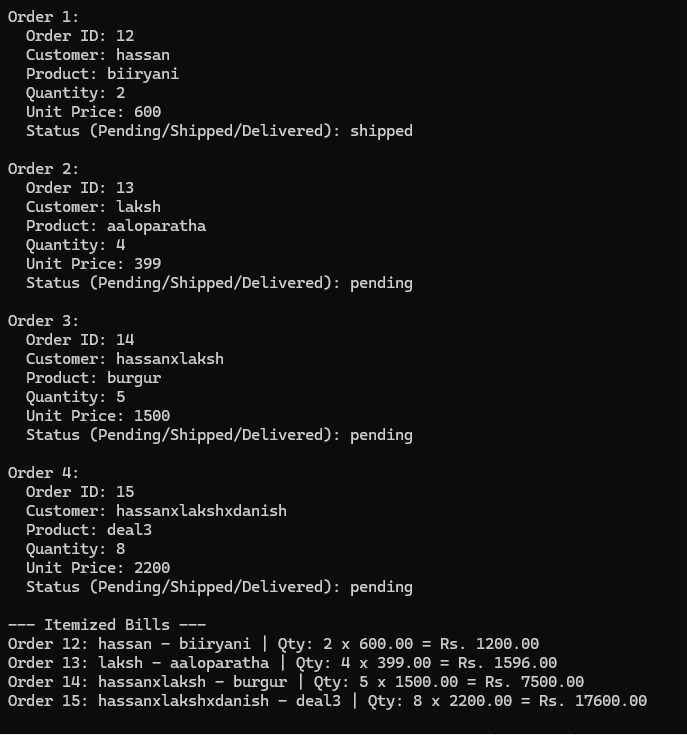 Order 1:
Order ID: 12
Customer: hassan
Product: biiryani
Quantity: 2
Unit Price: 600
Status (Pending/Shipped/Delivered): shipped
Order 2:
Order ID: 13
Customer: laksh
Product: aaloparatha
Quantity: 4
Unit Price: 399
Status (Pending/Shipped/Delivered): pending
Order 3:
Order ID: 14
Customer: hassanxlaksh
Product: burgur
Quantity: 5
Unit Price: 1500
Status (Pending/Shipped/Delivered): pending
Order 4:
Order ID: 15
Customer: hassanxlakshxdanish
Product: deal3
Quantity: 8
Unit Price: 2200
Status (Pending/Shipped/Delivered): pending
--- Itemized Bills ---
Order 12: hassan - biiryani | Qty: 2 x 600.00 = Rs. 1200.00
Order 13: laksh - aaloparatha | Qty: 4 x 399.00 = Rs. 1596.00
Order 14: hassanxlaksh - burgur | Qty: 5 x 1500.00 = Rs. 7500.00
Order 15: hassanxlakshxdanish - deal3 | Qty: 8 x 2200.00 = Rs. 17600.00